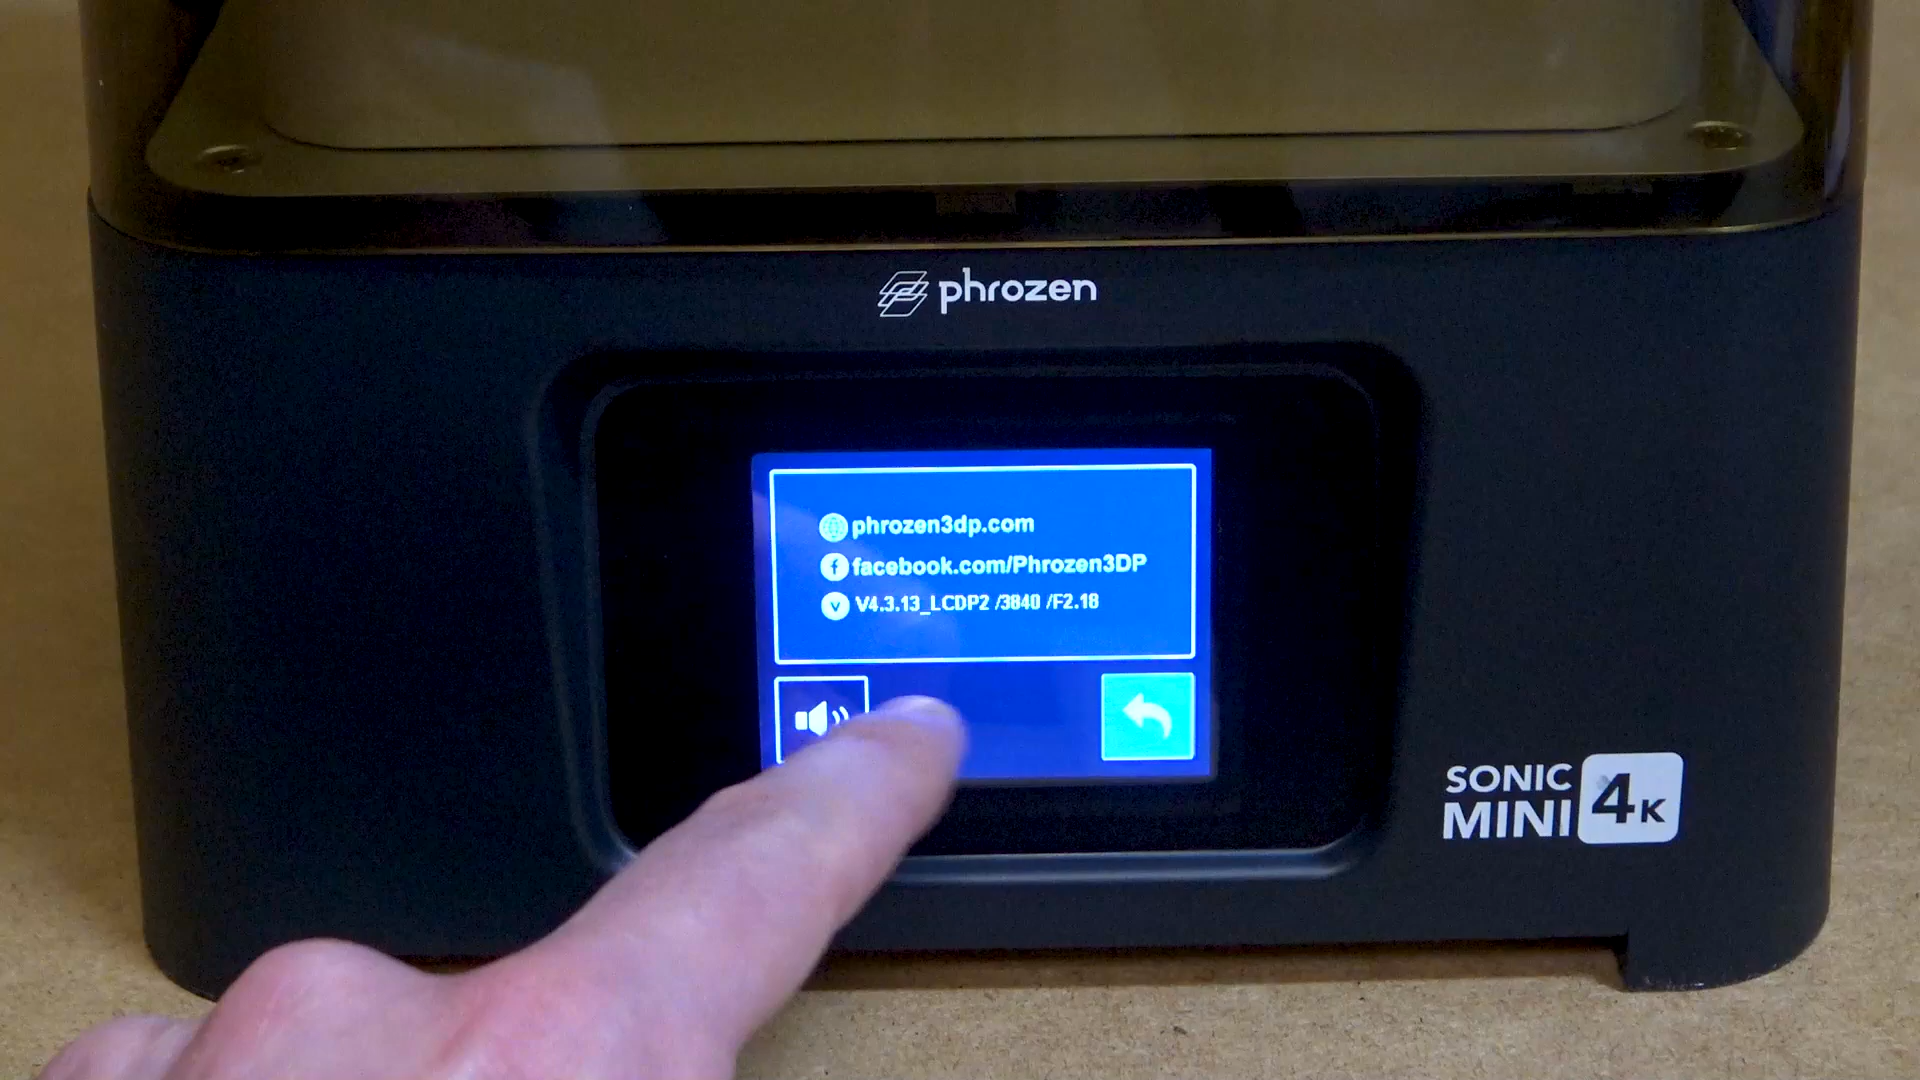 phrozen
phrozen3dp.com
facebook.com/Phrozen3DP
V4.3.13_LCDP2 /3840 /F2.18
SONIC
MINI 4K